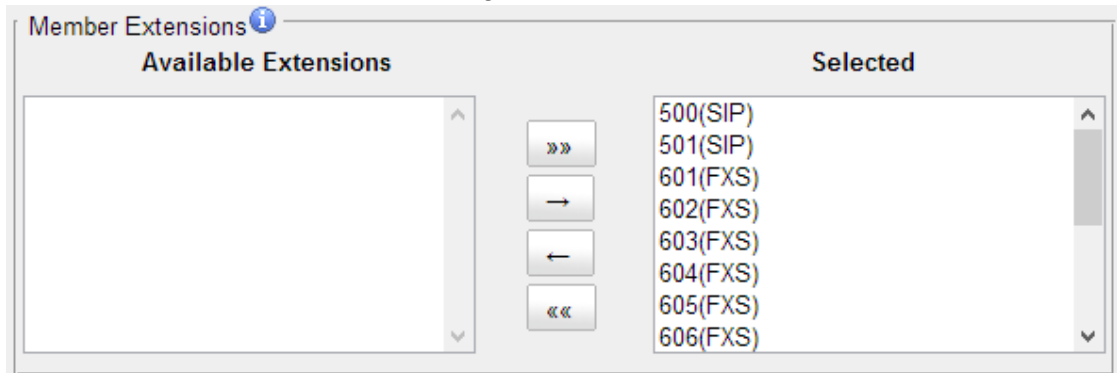 Member Extensions
Available Extensions
Selected
500(SIP)
501(SIP)
601(FXS)
602(FXS)
603(FXS)
604(FXS)
605(FXS)
606(FXS)
»»
→
←
««